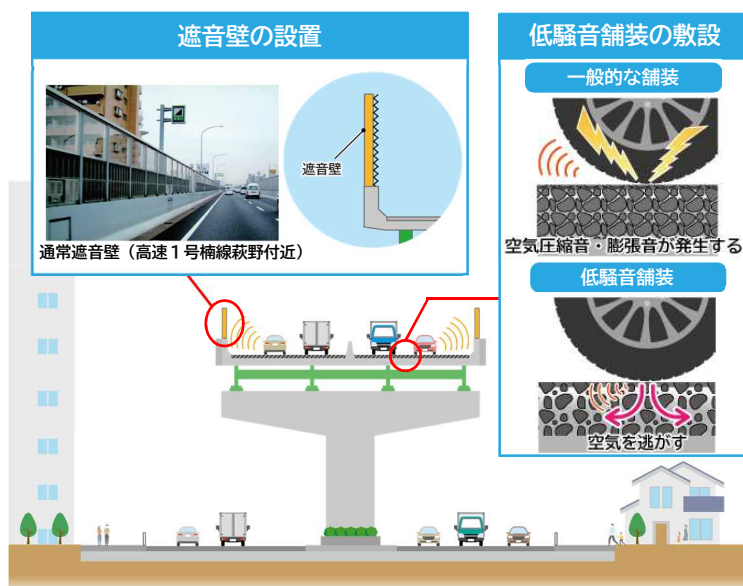 遮音壁の設置
遮音壁
通常遮音壁（高速１号楠線萩野付近）
低騒音舗装の敷設
一般的な舗装
空気圧縮音・膨張音が発生する
低騒音舗装
空気を逃がす